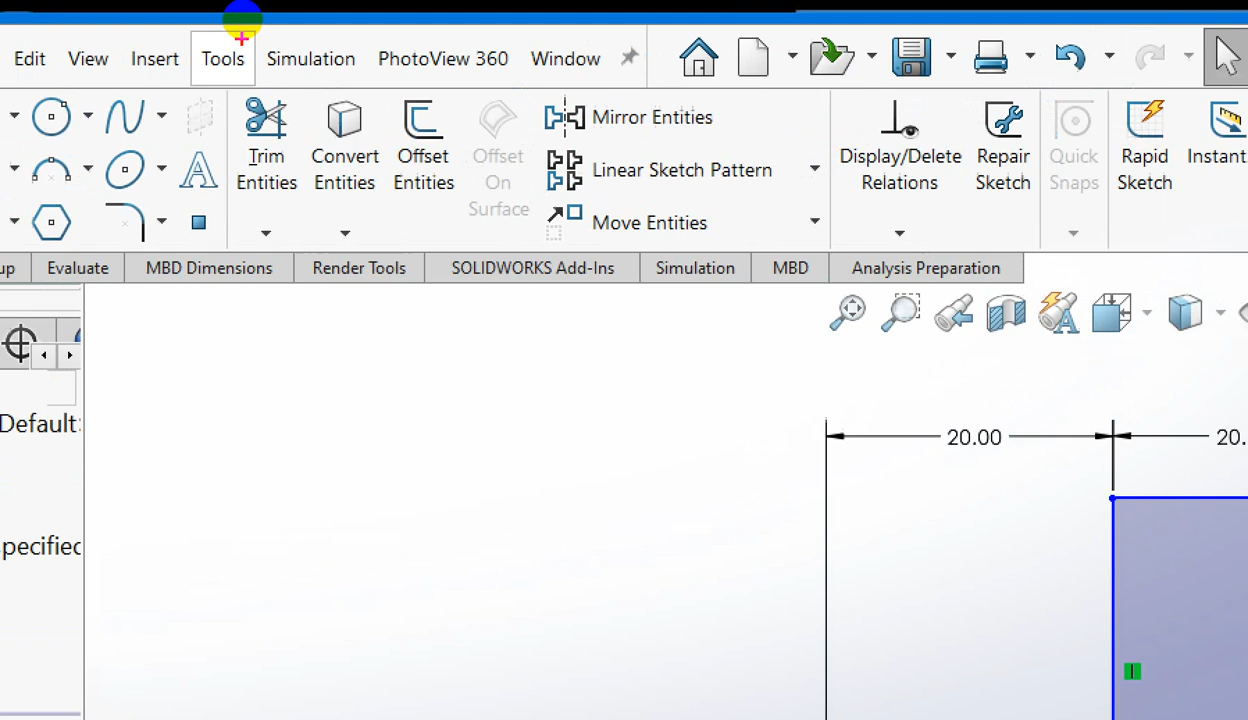 Edit View Insert Tools Simulation PhotoView 360 Window
Trim Entities
Convert Entities
Offset Entities
Offset On Surface
Mirror Entities
Linear Sketch Pattern
Move Entities
Display/Delete Relations
Repair Sketch
Quick Snaps
Rapid Sketch
Instant
up Evaluate MBD Dimensions Render Tools SOLIDWORKS Add-Ins Simulation MBD Analysis Preparation
Default
20.00 20.
pecified